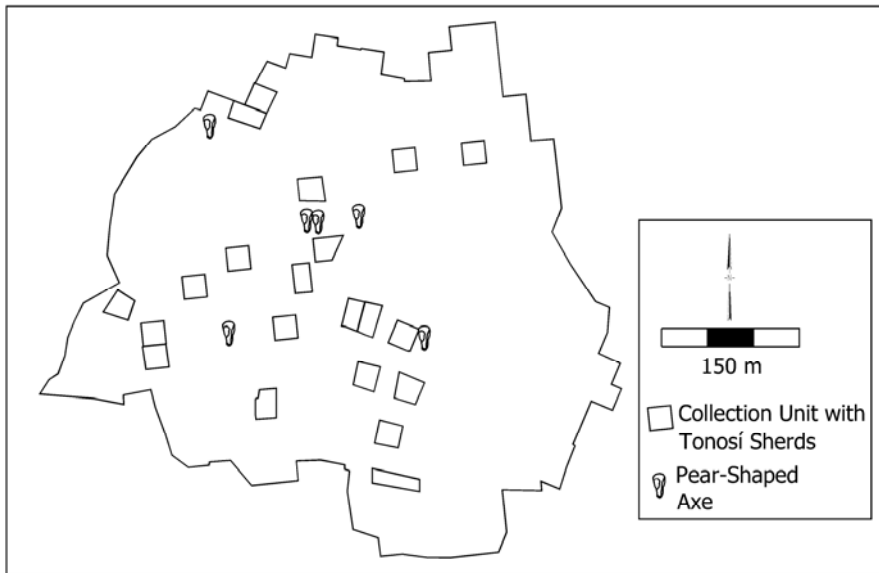 150 m
Collection Unit with
Tonosí Sherds
Pear-Shaped
Axe